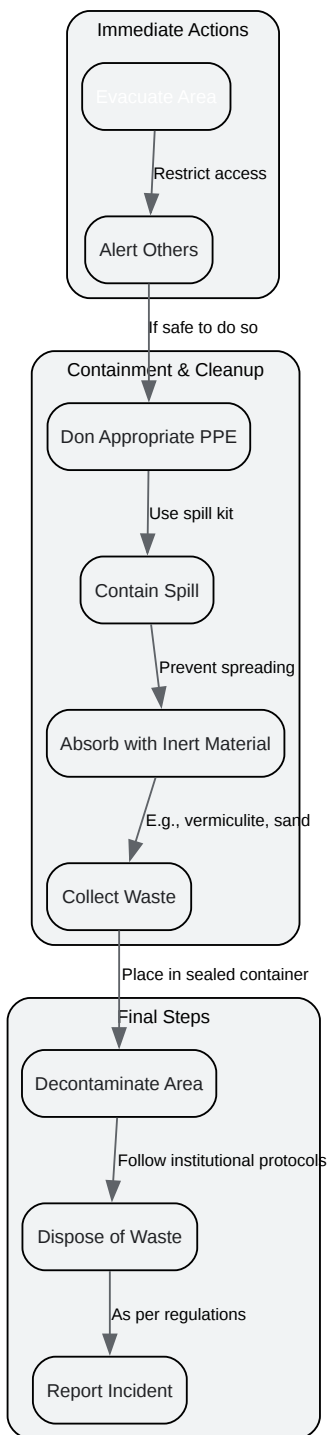 Immediate Actions
Evacuate Area
Restrict access
Alert Others
If safe to do so
Containment & Cleanup
Don Appropriate PPE
Use spill kit
Contain Spill
Prevent spreading
Absorb with Inert Material
E.g., vermiculite, sand
Collect Waste
Place in sealed container
Final Steps
Decontaminate Area
Follow institutional protocols
Dispose of Waste
As per regulations
Report Incident